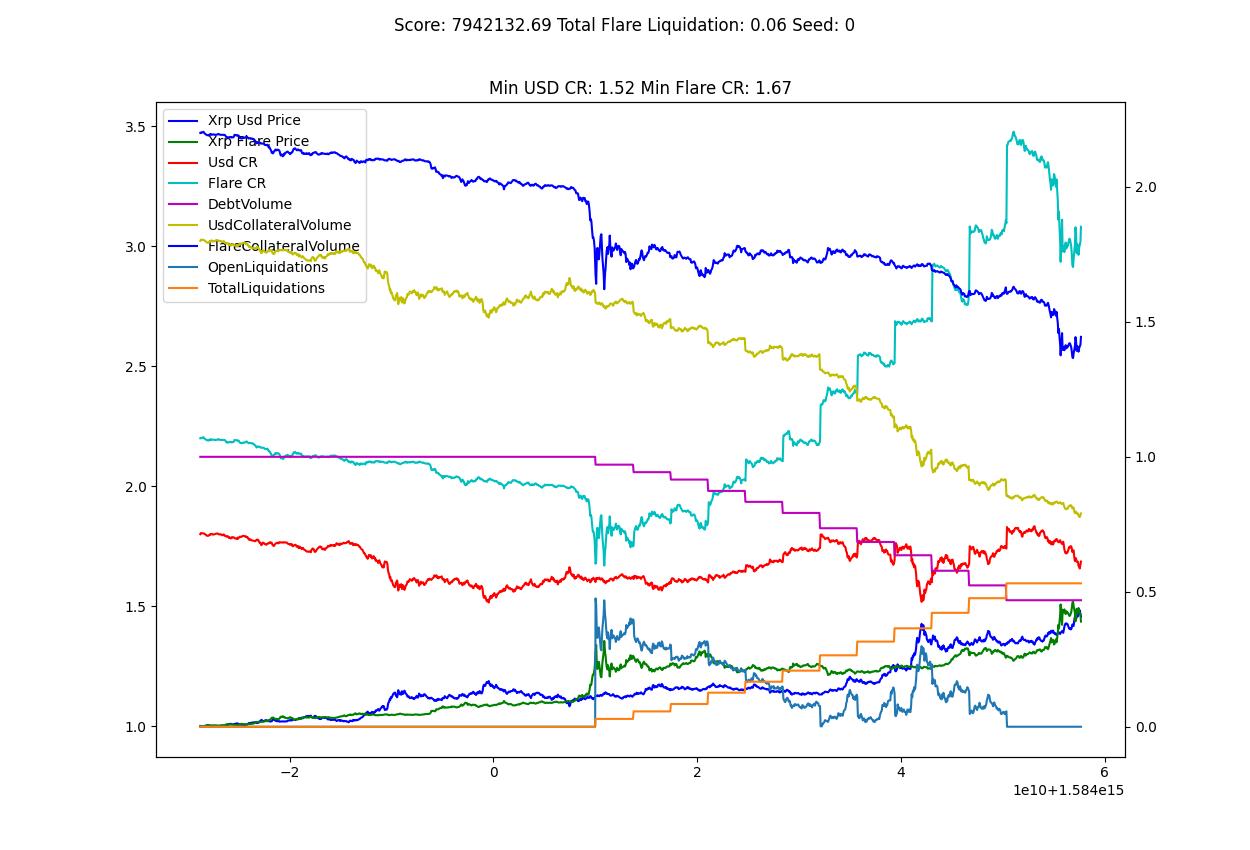 Score: 7942132.69 Total Flare Liquidation: 0.06 Seed: 0
Min USD CR: 1.52 Min Flare CR: 1.67
Xrp Usd Price
Xrp Flare Price
Usd CR
Flare CR
DebtVolume
UsdCollateralVolume
FlareCollateralVolume
OpenLiquidations
TotalLiquidations
3.5
3.0
2.5
2.0
1.5
1.0
2.0
1.5
1.0
0.5
0.0
−2
0
2
4
6
1e10+1.584e15